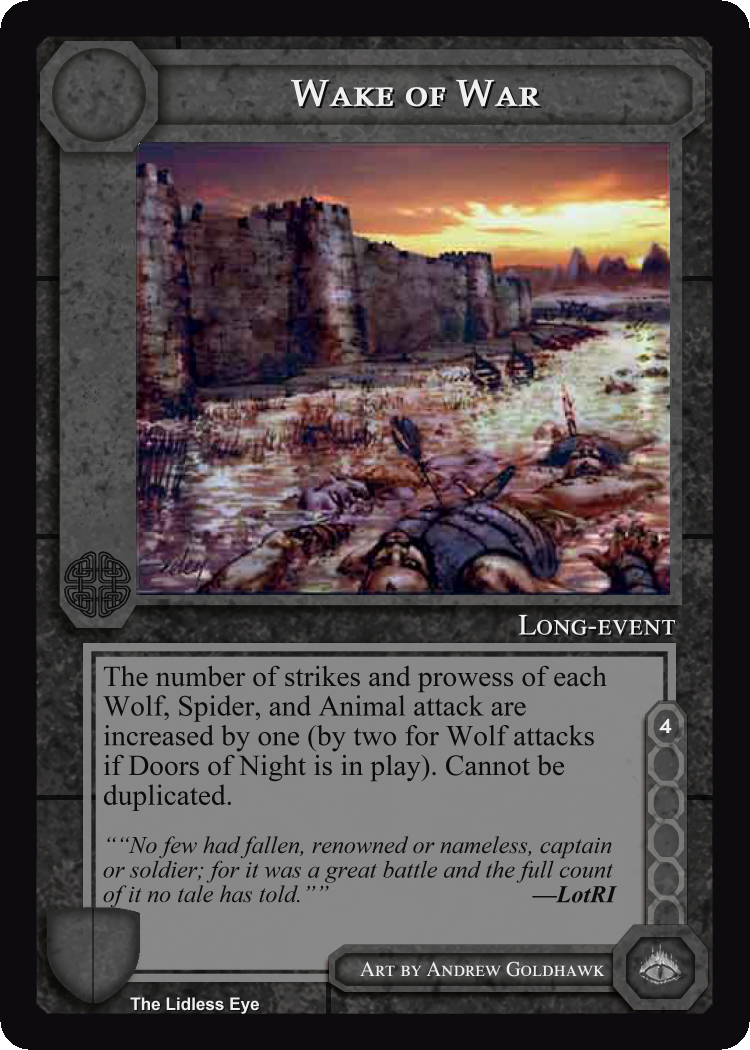 Wake of War
Long-event
The number of strikes and prowess of each
Wolf, Spider, and Animal attack are
increased by one (by two for Wolf attacks
if Doors of Night is in play). Cannot be
duplicated.
4
““No few had fallen, renowned or nameless, captain
or soldier; for it was a great battle and the full count
of it no tale has told.”” —LotRI
Art by Andrew Goldhawk
The Lidless Eye